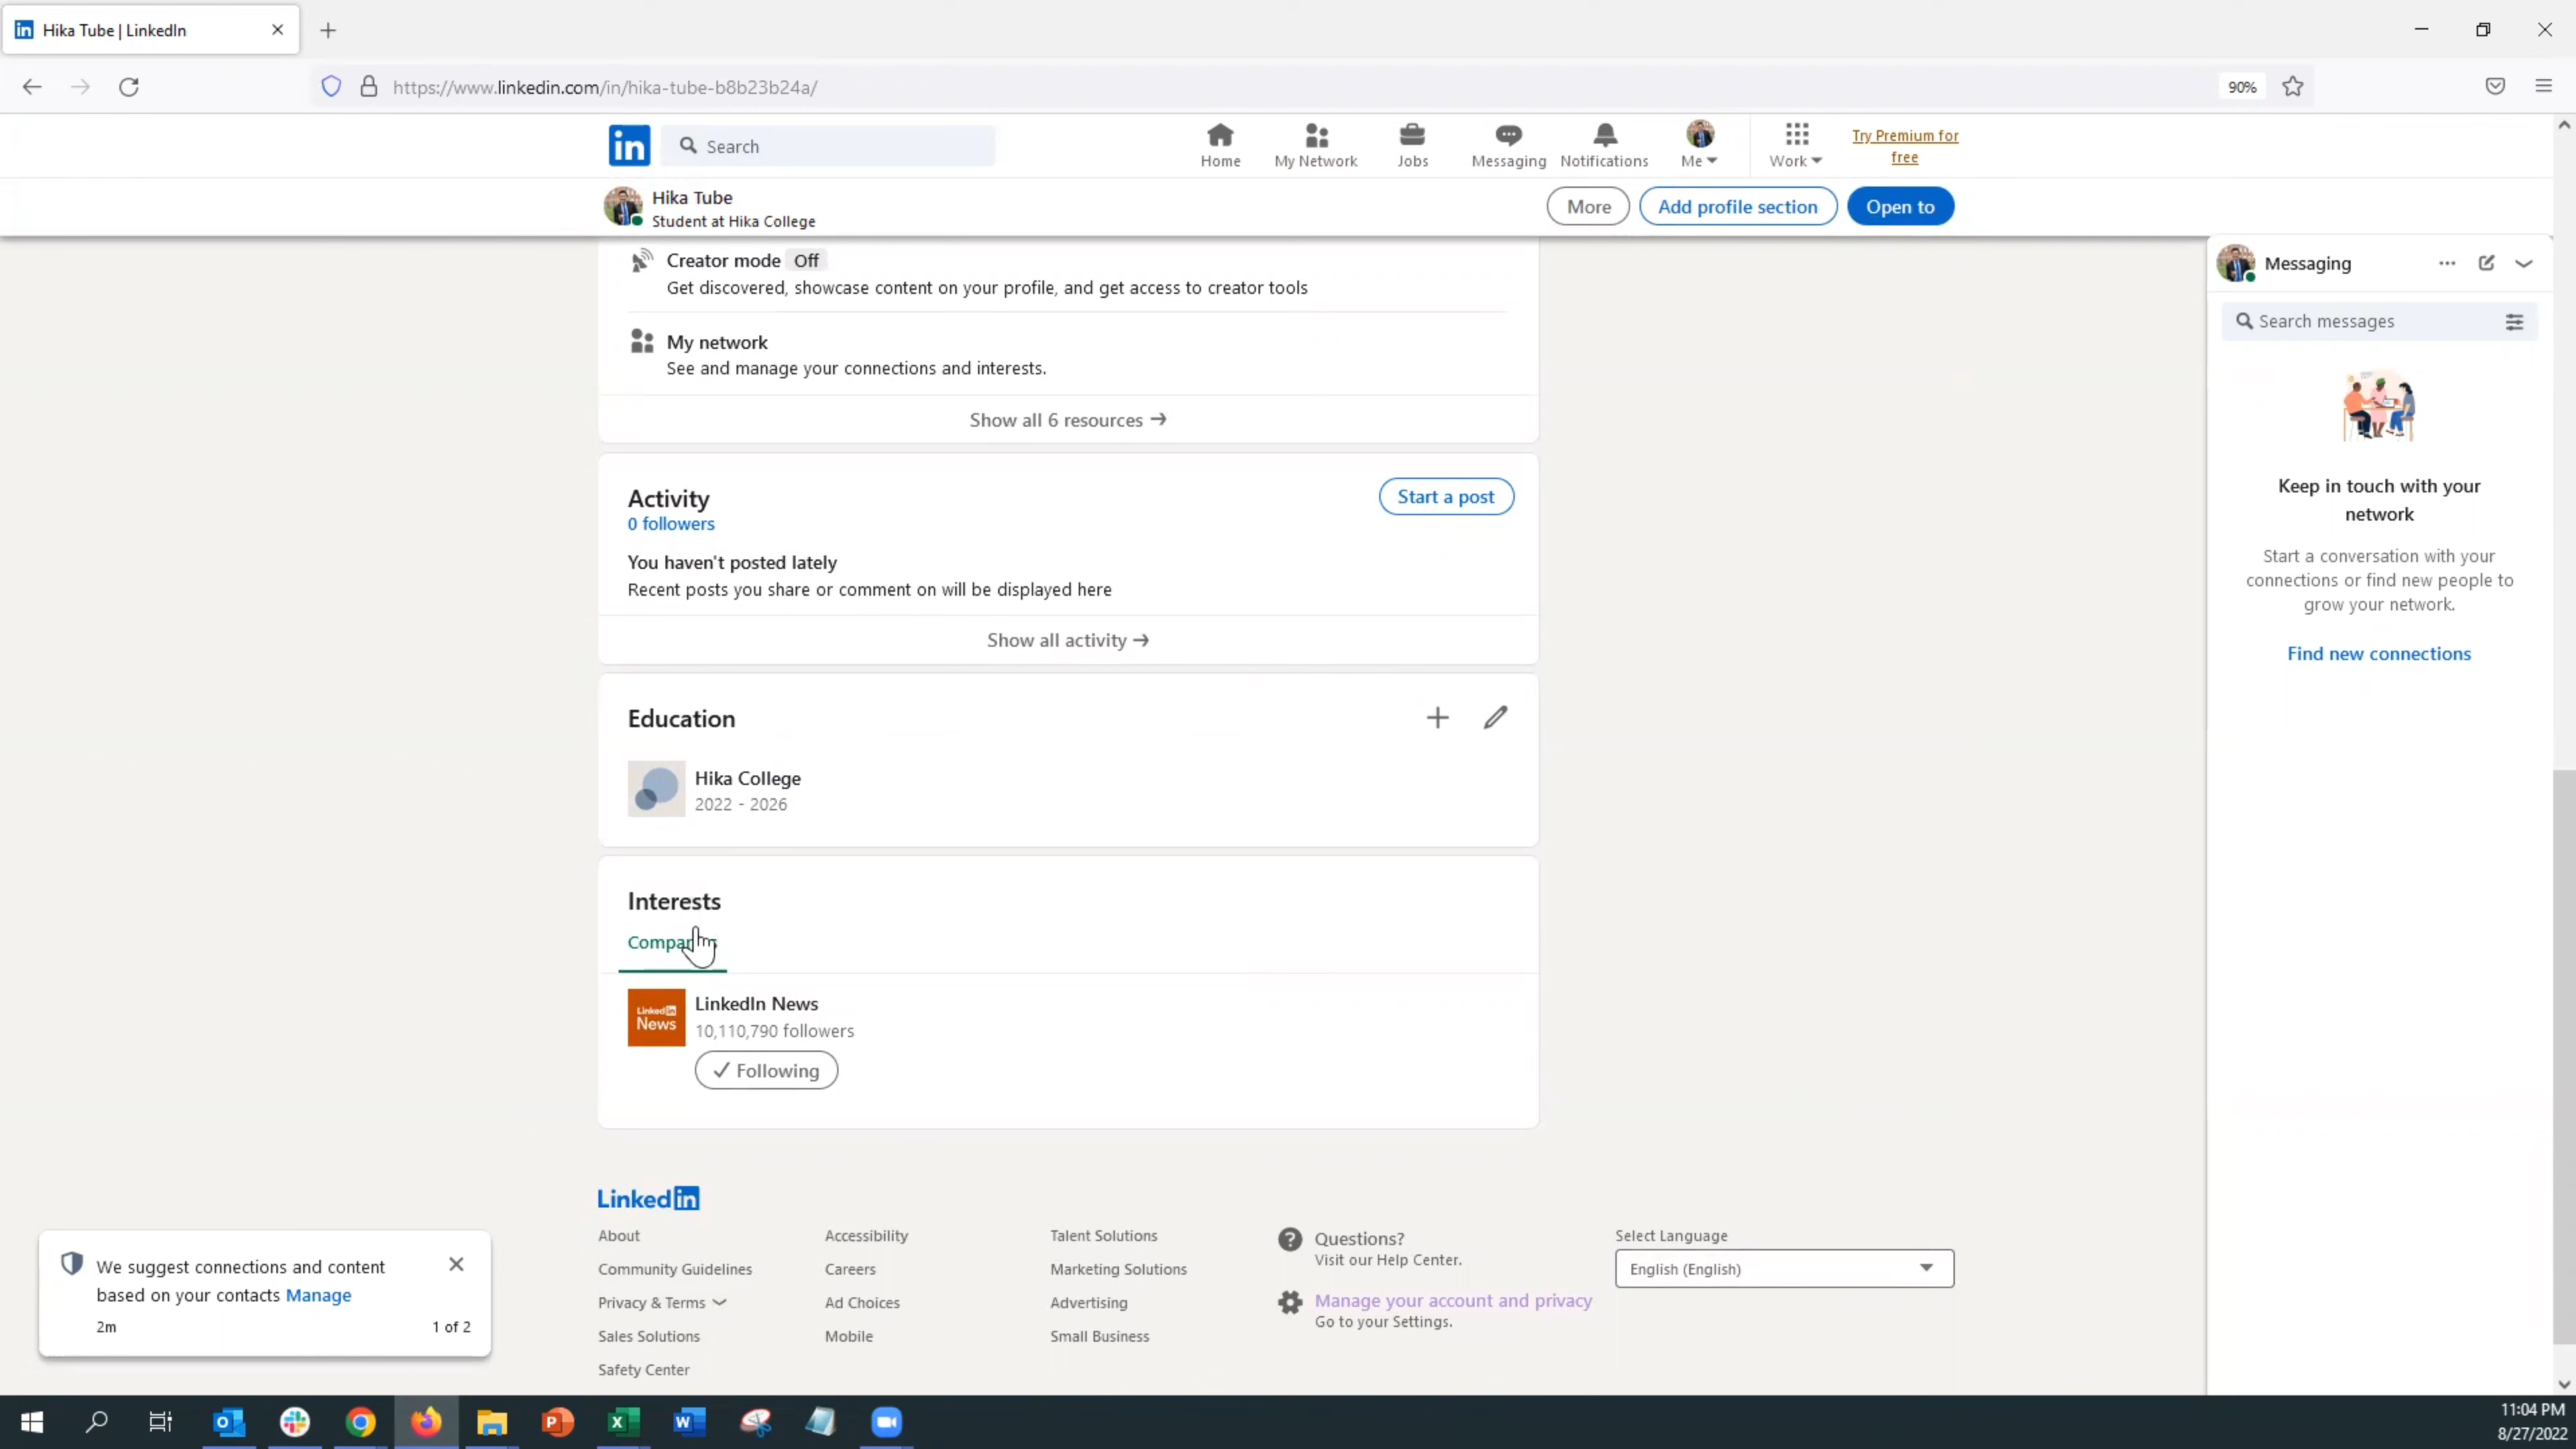 Hika Tube | LinkedIn
https://www.linkedin.com/in/hika-tube-b8b23b24a/
90%
in
Search
Home
My Network
Jobs
Messaging
Notifications
Me
Work
Try Premium for
free
Hika Tube
Student at Hika College
More
Add profile section
Open to
Creator mode Off
Get discovered, showcase content on your profile, and get access to creator tools
My network
See and manage your connections and interests.
Show all 6 resources →
Activity
0 followers
Start a post
You haven't posted lately
Recent posts you share or comment on will be displayed here
Show all activity →
Education
Hika College
2022 - 2026
Interests
LinkedIn News
LinkedIn News
10,110,790 followers
✓ Following
Messaging
Search messages
Keep in touch with your
network
Start a conversation with your
connections or find new people to
grow your network.
Find new connections
LinkedIn
About
Accessibility
Talent Solutions
Community Guidelines
Careers
Marketing Solutions
Privacy & Terms
Ad Choices
Advertising
Sales Solutions
Mobile
Small Business
Safety Center
Questions?
Visit our Help Center.
Manage your account and privacy
Go to your Settings.
Select Language
English (English)
We suggest connections and content
based on your contacts Manage
2m
1 of 2
11:04 PM
8/27/2022